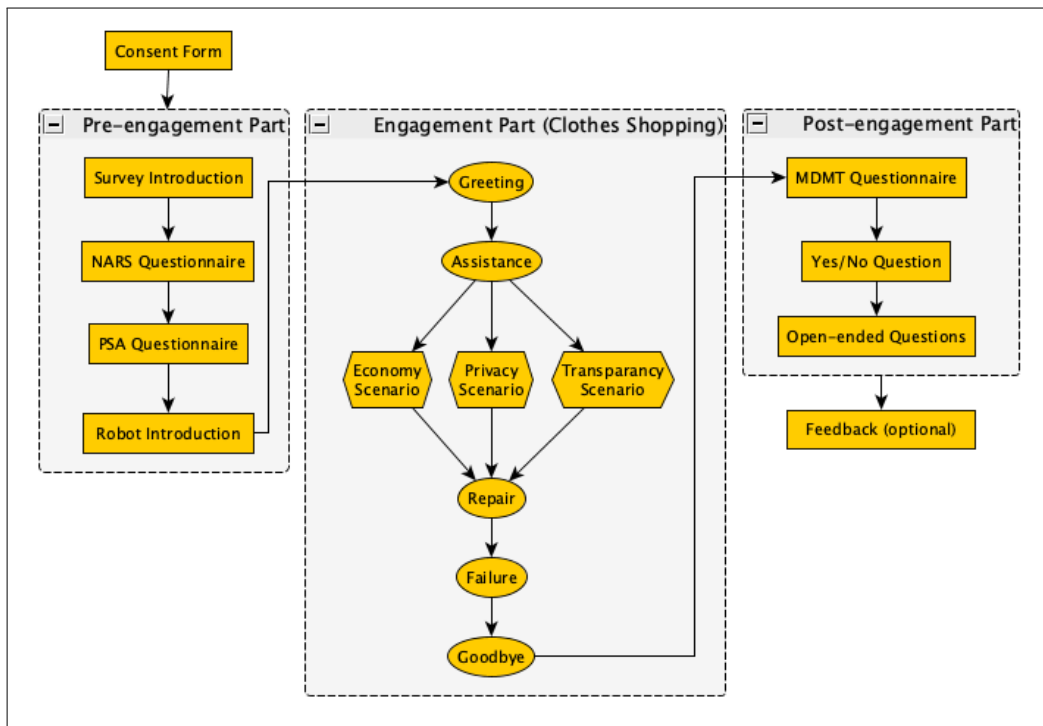 Consent Form
Pre-engagement Part
Survey Introduction
NARS Questionnaire
PSA Questionnaire
Robot Introduction
Engagement Part (Clothes Shopping)
Greeting
Assistance
Economy
Scenario
Privacy
Scenario
Transparancy
Scenario
Repair
Failure
Goodbye
Post-engagement Part
MDMT Questionnaire
Yes/No Question
Open-ended Questions
Feedback (optional)